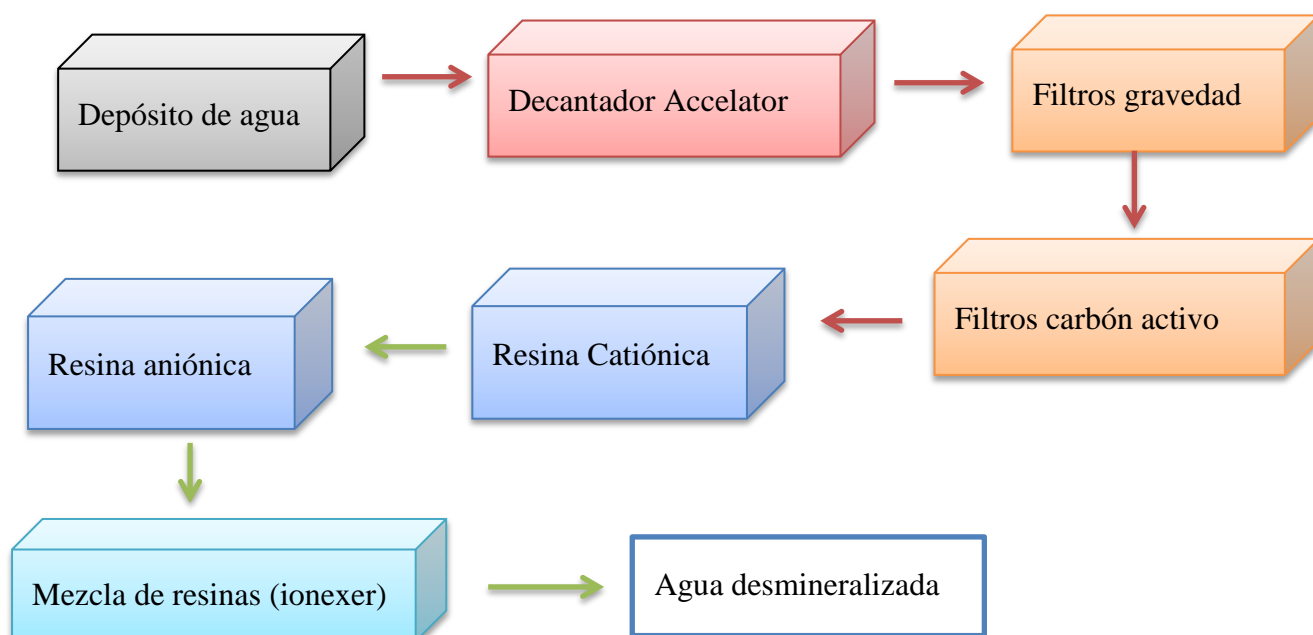 Depósito de agua
Decantador Accelator
Filtros gravedad
Filtros carbón activo
Resina Catiónica
Resina aniónica
Mezcla de resinas (ionexer)
Agua desmineralizada